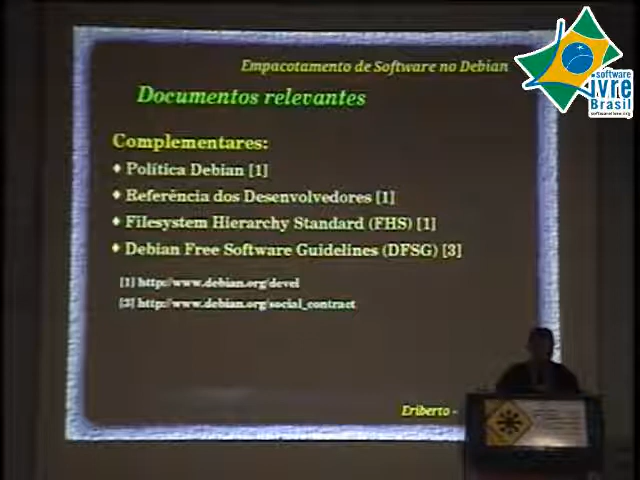 Empacotamento de Software no Debian
Documentos relevantes
Complementares:
Política Debian [1]
Referência dos Desenvolvedores [1]
Filesystem Hierarchy Standard (FHS) [1]
Debian Free Software Guidelines (DFSG) [3]
[1] http://www.debian.org/devel
[3] http://www.debian.org/social_contract
Eriberto -
software
livre
Brasil
softwarelivre.org